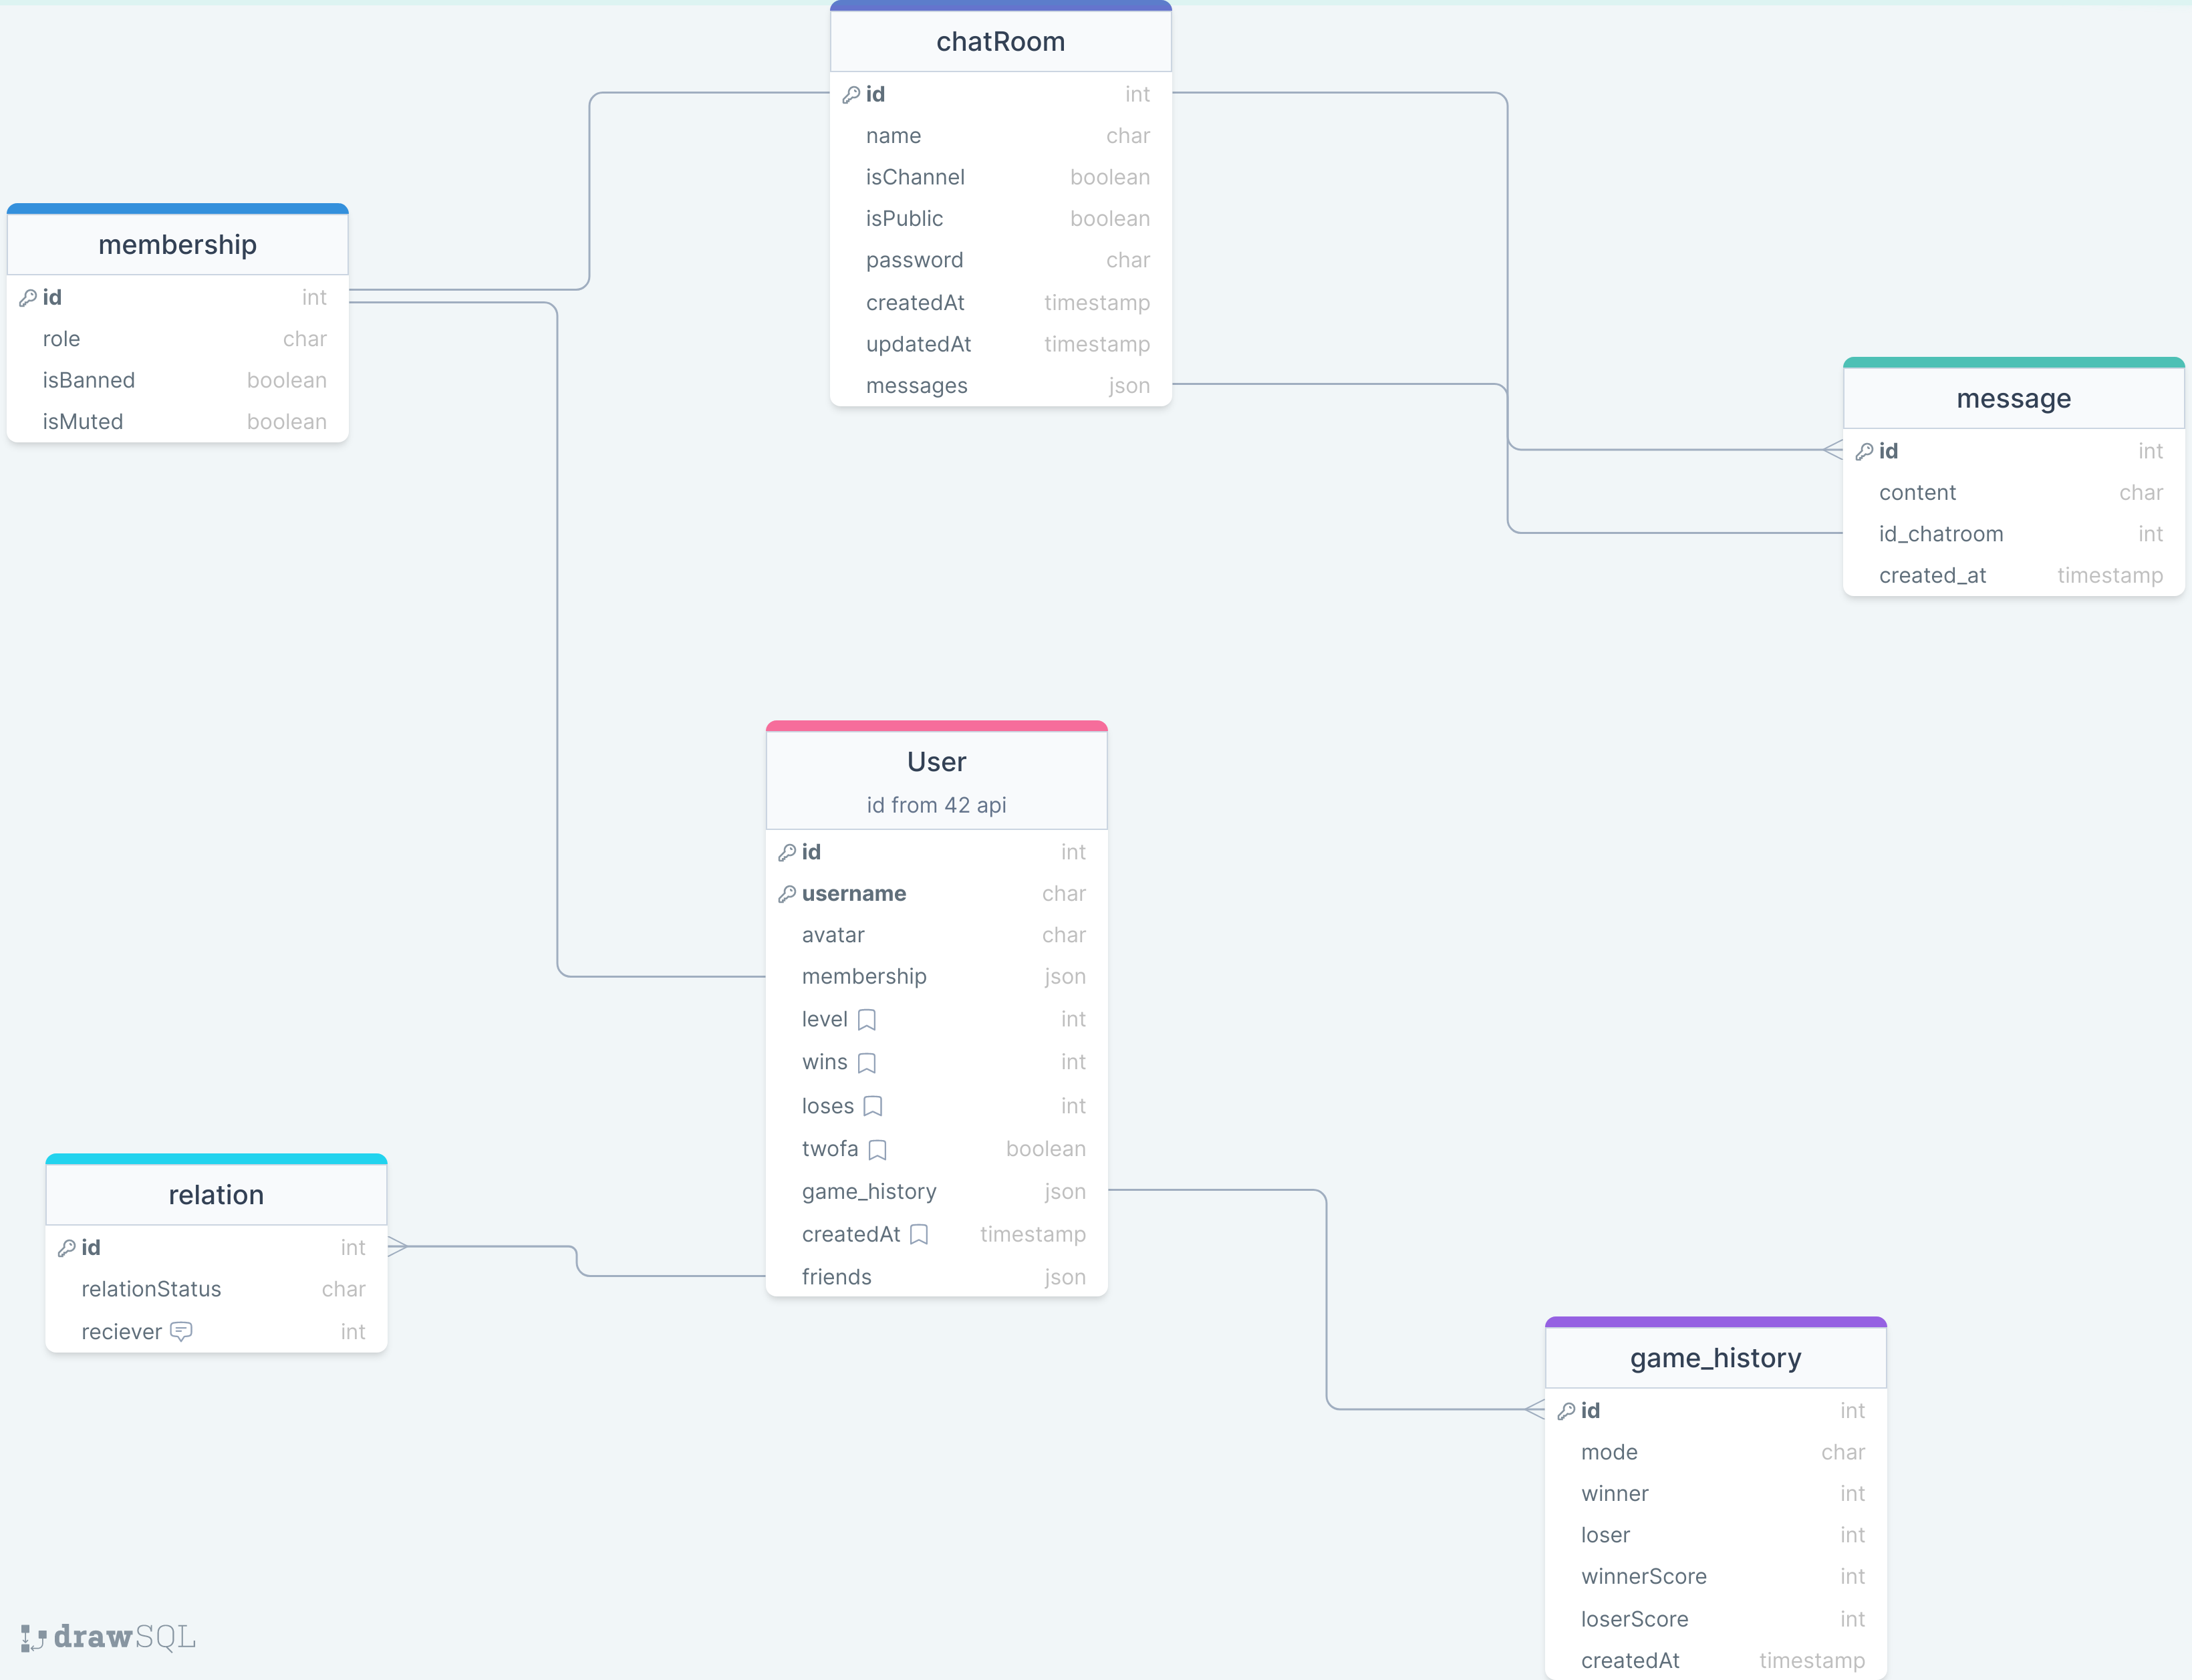 chatRoom
id int
name char
isChannel boolean
isPublic boolean
password char
createdAt timestamp
updatedAt timestamp
messages json
membership
id int
role char
isBanned boolean
isMuted boolean
message
id int
content char
id_chatroom int
created_at timestamp
User
id from 42 api
id int
username char
avatar char
membership json
level int
wins int
loses int
twofa boolean
game_history json
createdAt timestamp
friends json
relation
id int
relationStatus char
reciever int
game_history
id int
mode char
winner int
loser int
winnerScore int
loserScore int
createdAt timestamp
drawSQL